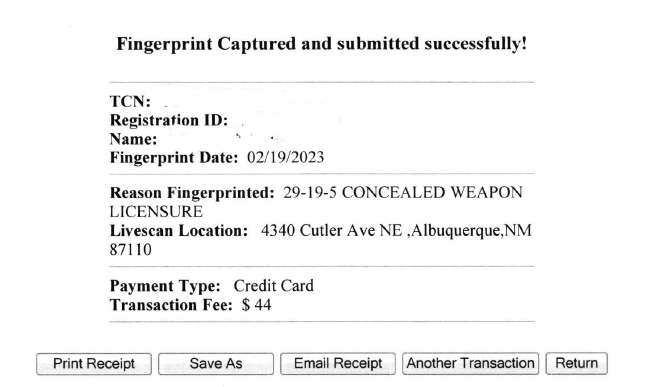 Fingerprint Captured and submitted successfully!
TCN:
Registration ID:
Name:
Fingerprint Date: 02/19/2023
Reason Fingerprinted: 29-19-5 CONCEALED WEAPON
LICENSURE
Livescan Location: 4340 Cutler Ave NE ,Albuquerque,NM
87110
Payment Type: Credit Card
Transaction Fee: $ 44
Print Receipt Save As Email Receipt Another Transaction Return